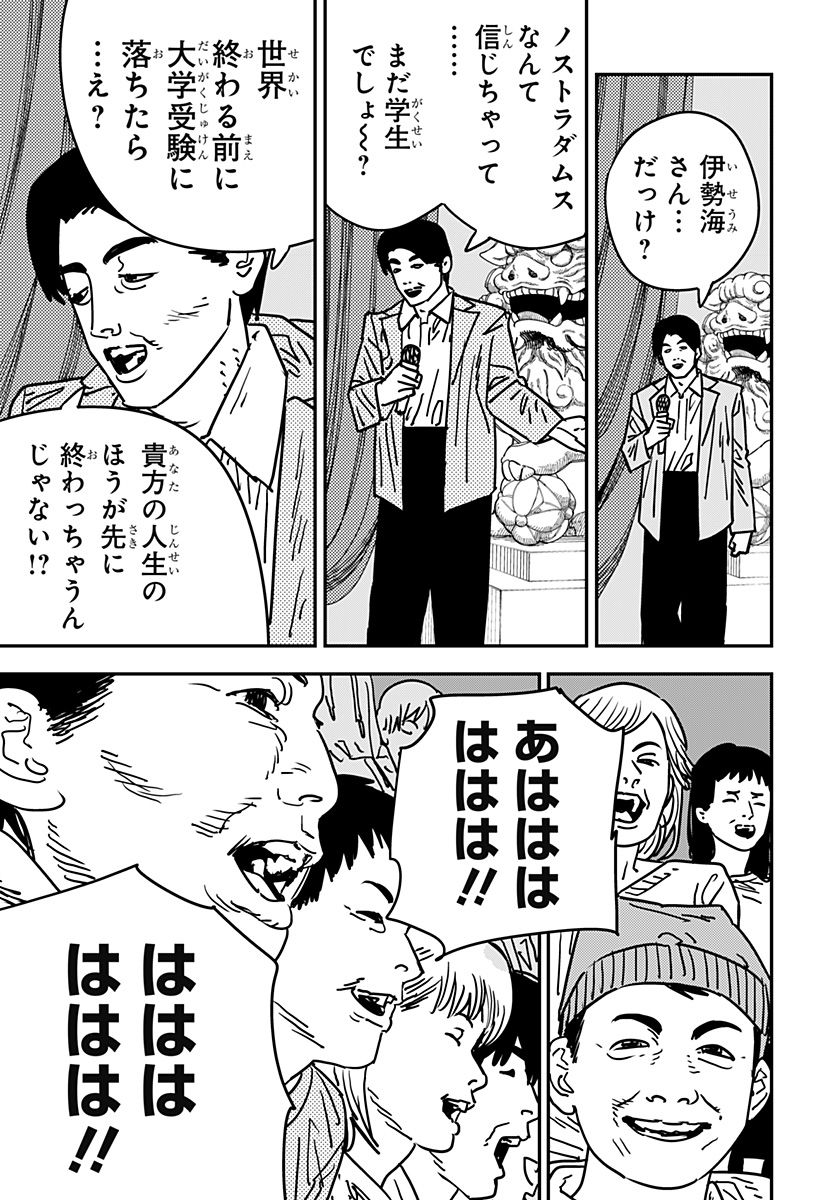 伊勢海
さん…
だっけ？
ノストラダムス
なんて
信じちゃって
……
まだ学生
でしょ〜？
世界
終わる前に
大学受験に
落ちたら
…え？
貴方の人生の
ほうが先に
終わっちゃうん
じゃない!?
あははは
はははは!!
はははは
はははは!!